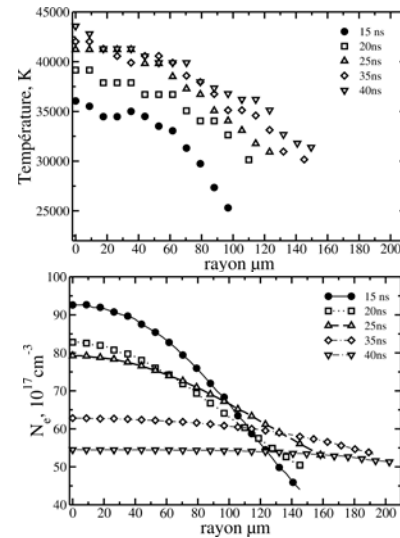 45000
40000
35000
30000
25000
Température, K
15 ns
20ns
25ns
35ns
40ns
0 20 40 60 80 100 120 140 160 180 200
rayon µm
100
90
80
70
60
50
40
N_e, 10^17 cm^-3
15 ns
20ns
25ns
35ns
40ns
0 20 40 60 80 100 120 140 160 180 200
rayon µm